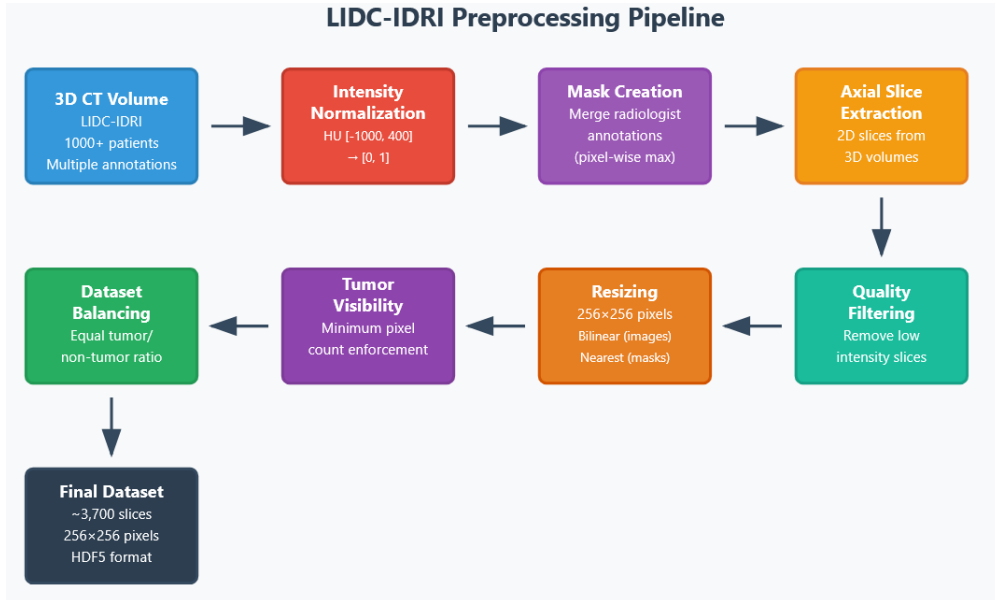 LIDC-IDRI Preprocessing Pipeline
3D CT Volume
LIDC-IDRI
1000+ patients
Multiple annotations
Intensity
Normalization
HU [-1000, 400]
→ [0, 1]
Mask Creation
Merge radiologist
annotations
(pixel-wise max)
Axial Slice
Extraction
2D slices from
3D volumes
Quality
Filtering
Remove low
intensity slices
Resizing
256×256 pixels
Bilinear (images)
Nearest (masks)
Tumor
Visibility
Minimum pixel
count enforcement
Dataset
Balancing
Equal tumor/
non-tumor ratio
Final Dataset
~3,700 slices
256×256 pixels
HDF5 format